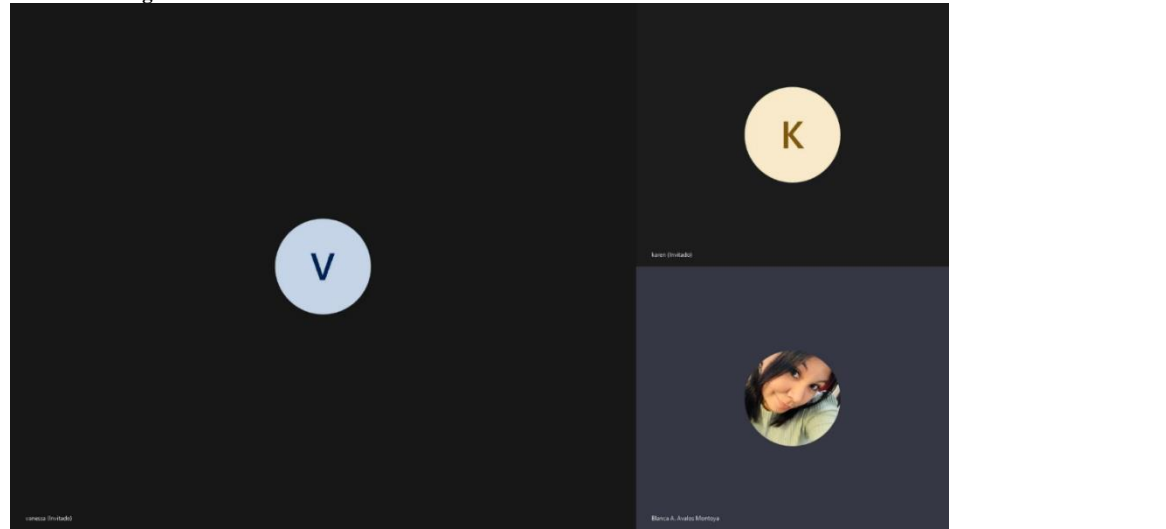 V
vanessa (Invitado)
K
karen (Invitado)
Blanca A. Avalos Montoya